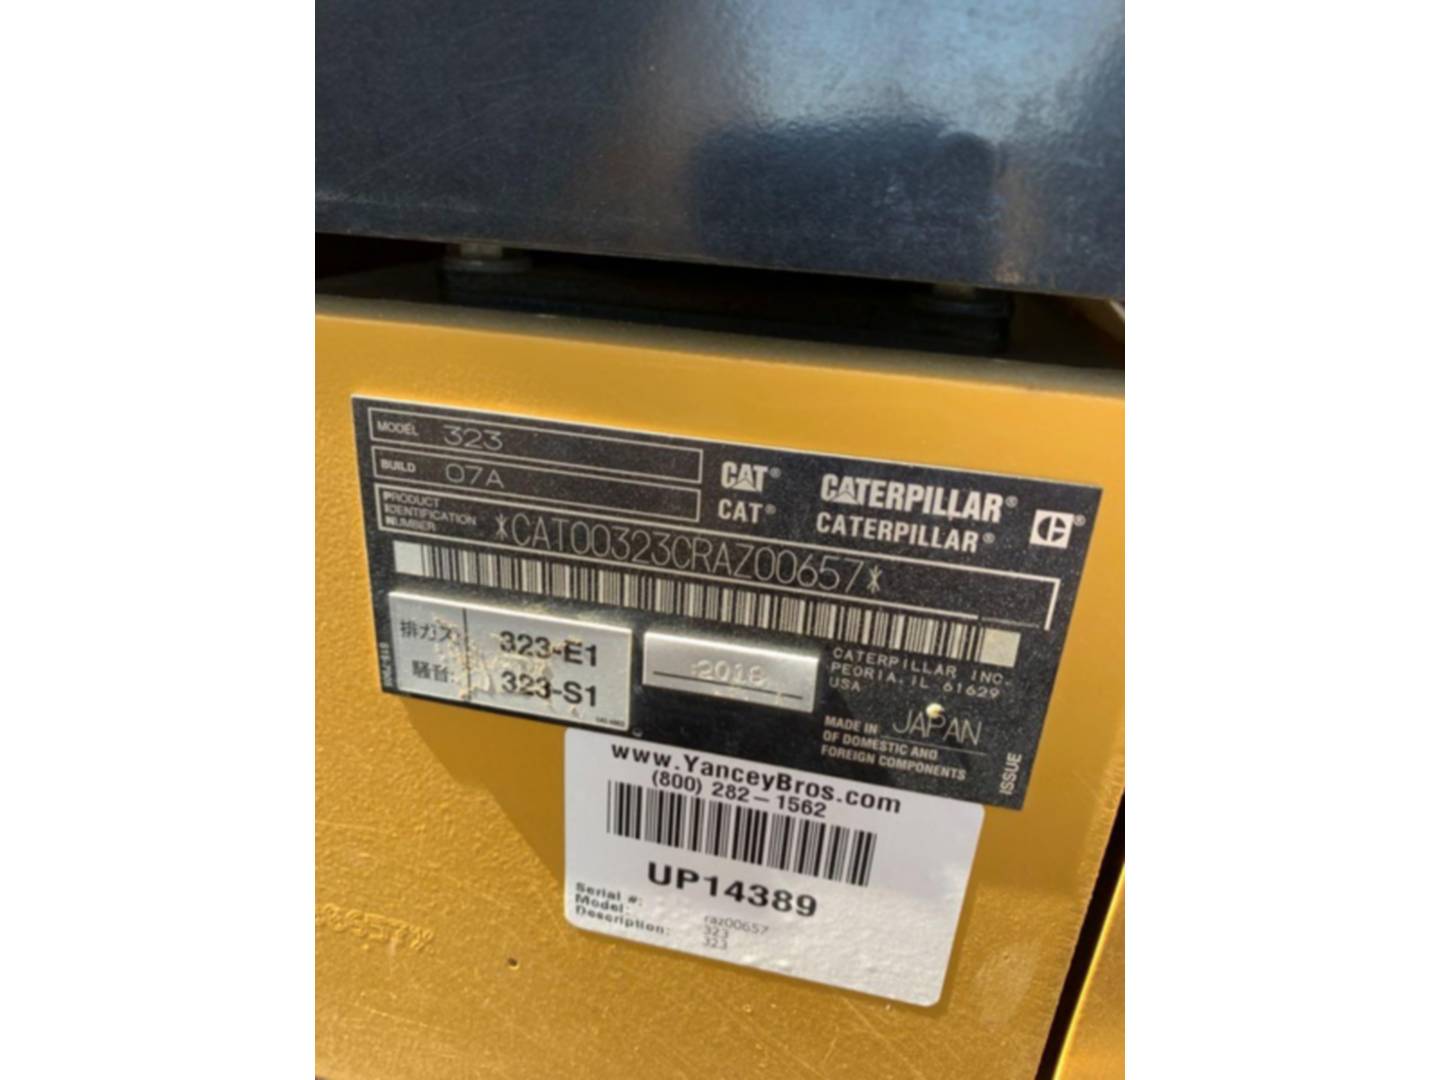 MODEL 323
BUILD 07A
PRODUCT
IDENTIFICATION
NUMBER
*CAT00323CRAZ00657*
CAT® CATERPILLAR®
CAT® CATERPILLAR®
排ガス 323-E1
騒音 323-S1
2018
CATERPILLAR INC.
PEORIA, IL 61629
USA
MADE IN JAPAN
OF DOMESTIC AND
FOREIGN COMPONENTS
ISSUE
www.YanceyBros.com
(800) 282-1562
UP14389
Serial #: raz00657
Model: 323
Description: 323